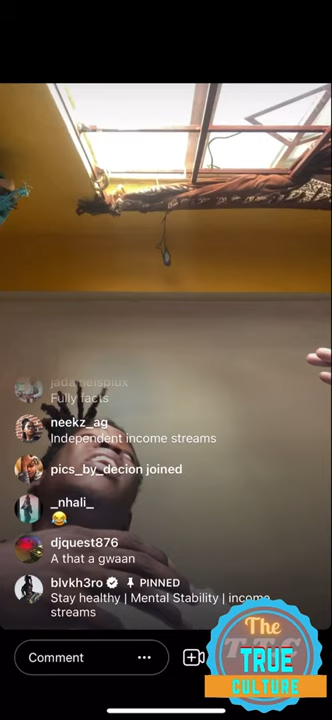 Fully facts
neekz_ag
Independent income streams
pics_by_decion joined
_nhali_
djquest876
A that a gwaan
blvkh3ro PINNED
Stay healthy | Mental Stability | income
streams
Comment
The
TRUE
CULTURE